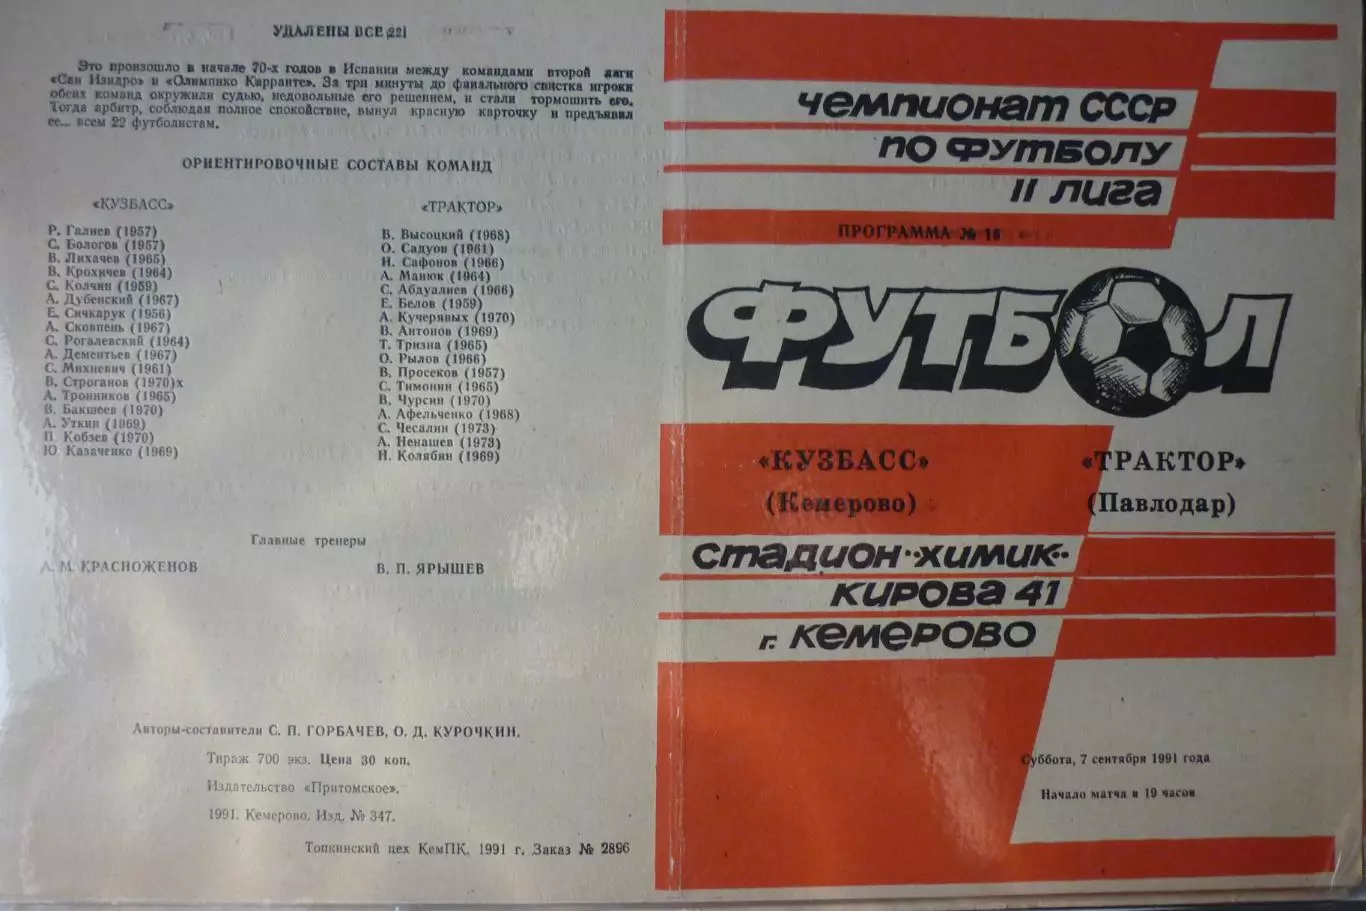 УДАЛЕНЫ ВСЕ 22!
Это произошло в начале 70-х годов в Испании между командами второй лиги
«Сан Изидро» и «Олимпико Карранте». За три минуты до финального свистка игроки
обеих команд окружили судью, недовольные его решением, и стали тормошить его.
Тогда арбитр, соблюдая полное спокойствие, вынул красную карточку и предъявил
ее... всем 22 футболистам.
ОРИЕНТИРОВОЧНЫЕ СОСТАВЫ КОМАНД
«КУЗБАСС»
Р. Галиев (1957)
С. Бологов (1957)
В. Лихачев (1965)
В. Крохичев (1964)
С. Колчин (1959)
А. Дубенский (1967)
Е. Сичкарук (1956)
А. Сковпень (1967)
С. Рогалевский (1964)
А. Дементьев (1967)
С. Михневич (1961)
В. Строганов (1970)х
А. Тронников (1965)
В. Бакшеев (1970)
А. Уткин (1969)
П. Кобзев (1970)
Ю. Казаченко (1969)
«ТРАКТОР»
В. Высоцкий (1968)
О. Садуов (1961)
И. Сафонов (1966)
А. Манюк (1964)
С. Абдуалиев (1966)
Е. Белов (1959)
А. Кучерявых (1970)
В. Антонов (1969)
Т. Тризна (1965)
О. Рылов (1966)
В. Просеков (1957)
С. Тимонин (1965)
В. Чурсин (1970)
А. Афельченко (1968)
С. Чесалин (1973)
А. Ненашев (1973)
Н. Колябин (1969)
Главные тренеры
А. М. КРАСНОЖЕНОВ
В. П. ЯРЫШЕВ
Авторы-составители С. П. ГОРБАЧЕВ, О. Д. КУРОЧКИН.
Тираж 700 экз. Цена 30 коп.
Издательство «Притомское».
1991. Кемерово. Изд. № 347.
Топкинский цех КемПК. 1991 г. Заказ № 2896
ЧЕМПИОНАТ СССР
ПО ФУТБОЛУ
II ЛИГА
ПРОГРАММА № 16
ФУТБОЛ
«КУЗБАСС»
(Кемерово)
«ТРАКТОР»
(Павлодар)
СТАДИОН "ХИМИК"
КИРОВА 41
г. КЕМЕРОВО
Суббота, 7 сентября 1991 года
Начало матча в 19 часов